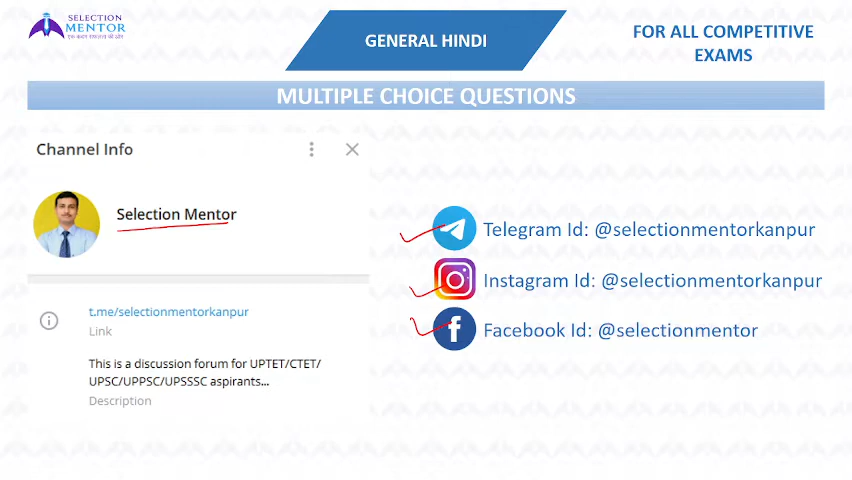 SELECTION
MENTOR
GENERAL HINDI
FOR ALL COMPETITIVE
EXAMS
MULTIPLE CHOICE QUESTIONS
Channel Info
Selection Mentor
t.me/selectionmentorkanpur
Link
This is a discussion forum for UPTET/CTET/
UPSC/UPPSC/UPSSSC aspirants...
Description
Telegram Id: @selectionmentorkanpur
Instagram Id: @selectionmentorkanpur
Facebook Id: @selectionmentor